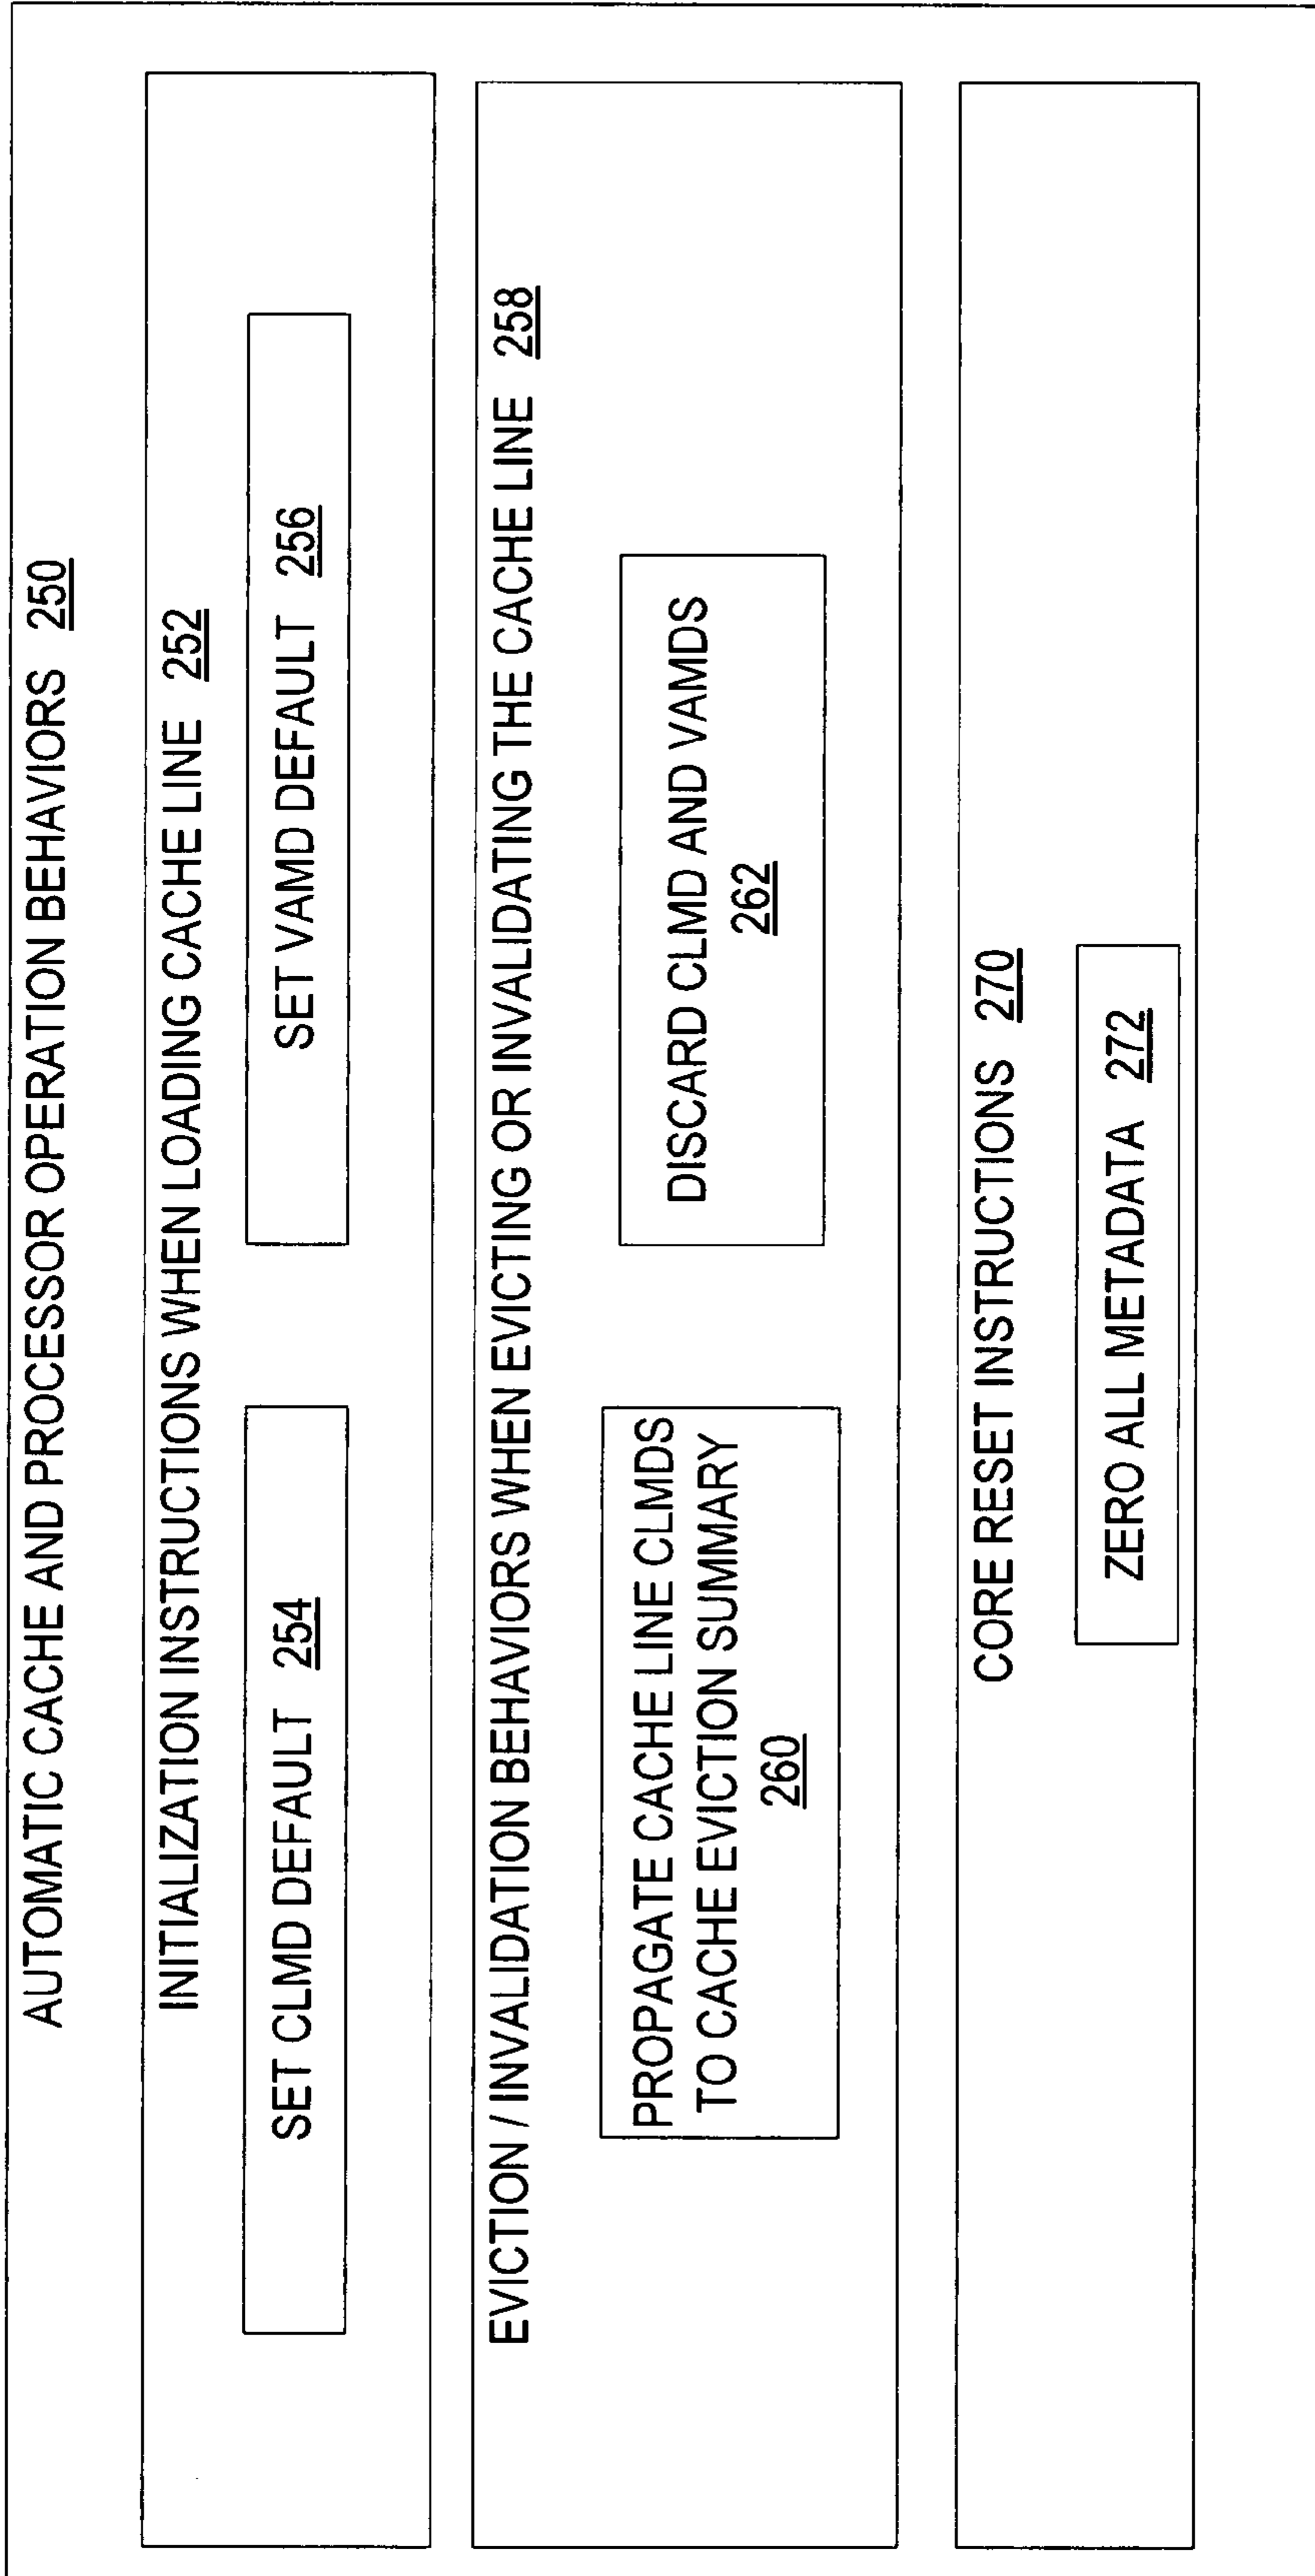 AUTOMATIC CACHE AND PROCESSOR OPERATION BEHAVIORS 250
INITIALIZATION INSTRUCTIONS WHEN LOADING CACHE LINE 252
SET CLMD DEFAULT 254
SET VAMD DEFAULT 256
EVICTION / INVALIDATION BEHAVIORS WHEN EVICTING OR INVALIDATING THE CACHE LINE 258
PROPAGATE CACHE LINE CLMDS
TO CACHE EVICTION SUMMARY
260
DISCARD CLMD AND VAMDS
262
CORE RESET INSTRUCTIONS 270
ZERO ALL METADATA 272